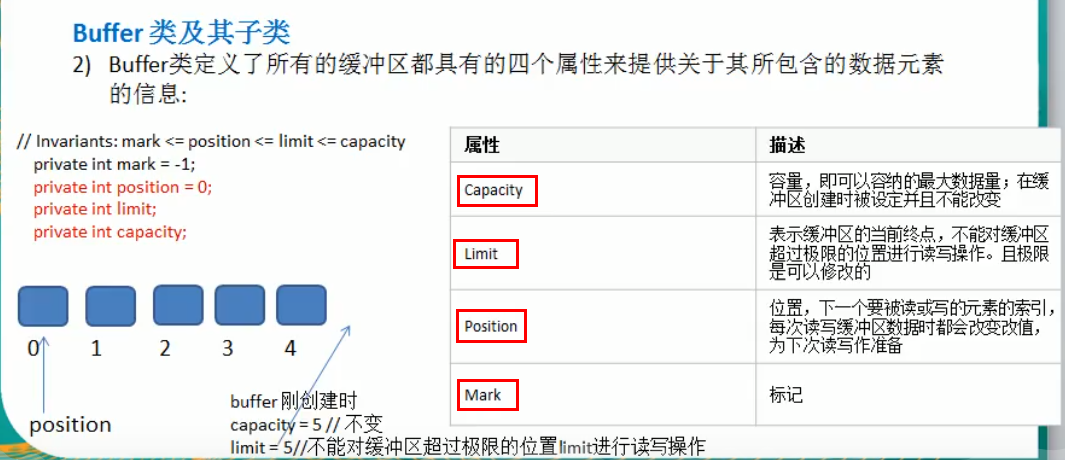 Buffer 类及其子类
2) Buffer类定义了所有的缓冲区都具有的四个属性来提供关于其所包含的数据元素
的信息:
// Invariants: mark <= position <= limit <= capacity
private int mark = -1;
private int position = 0;
private int limit;
private int capacity;
0 1 2 3 4
position
buffer 刚创建时
capacity = 5 // 不变
limit = 5//不能对缓冲区超过极限的位置limit进行读写操作
属性 描述
Capacity
容量，即可以容纳的最大数据量；在缓
冲区创建时被设定并且不能改变
Limit
表示缓冲区的当前终点，不能对缓冲区
超过极限的位置进行读写操作。且极限
是可以修改的
Position
位置，下一个要被读或写的元素的索引，
每次读写缓冲区数据时都会改变改值，
为下次读写作准备
Mark 标记